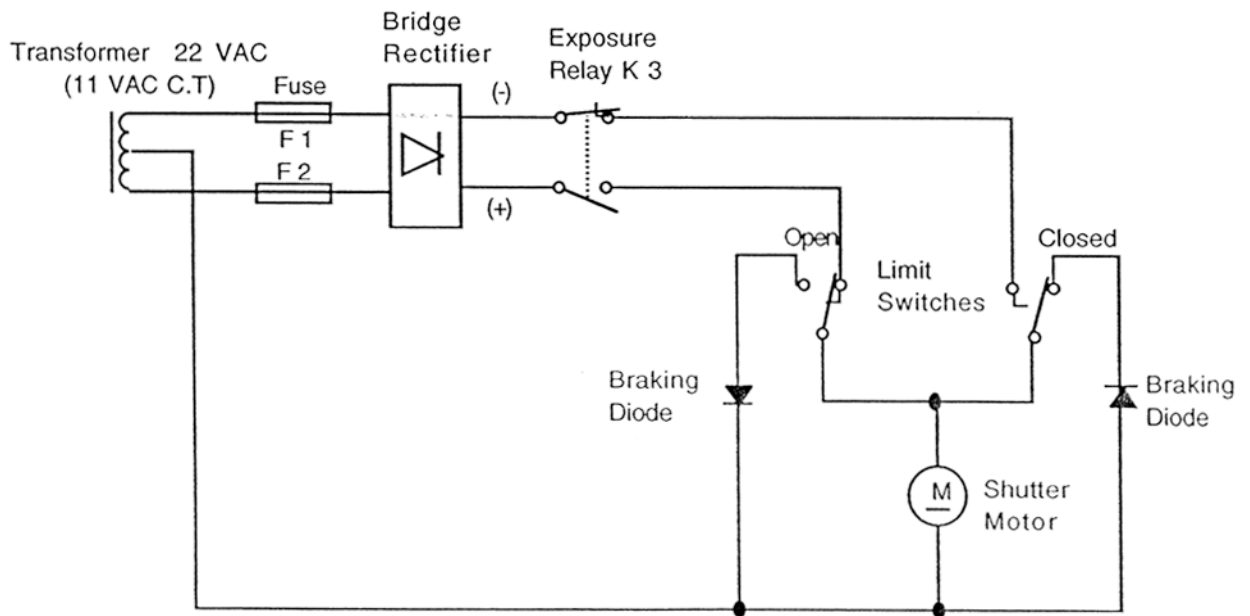 Transformer 22 VAC
(11 VAC C.T)
Fuse
F 1
F 2
Bridge
Rectifier
(-)
(+)
Exposure
Relay K 3
Open
Limit
Switches
Closed
Braking
Diode
Braking
Diode
M
Shutter
Motor